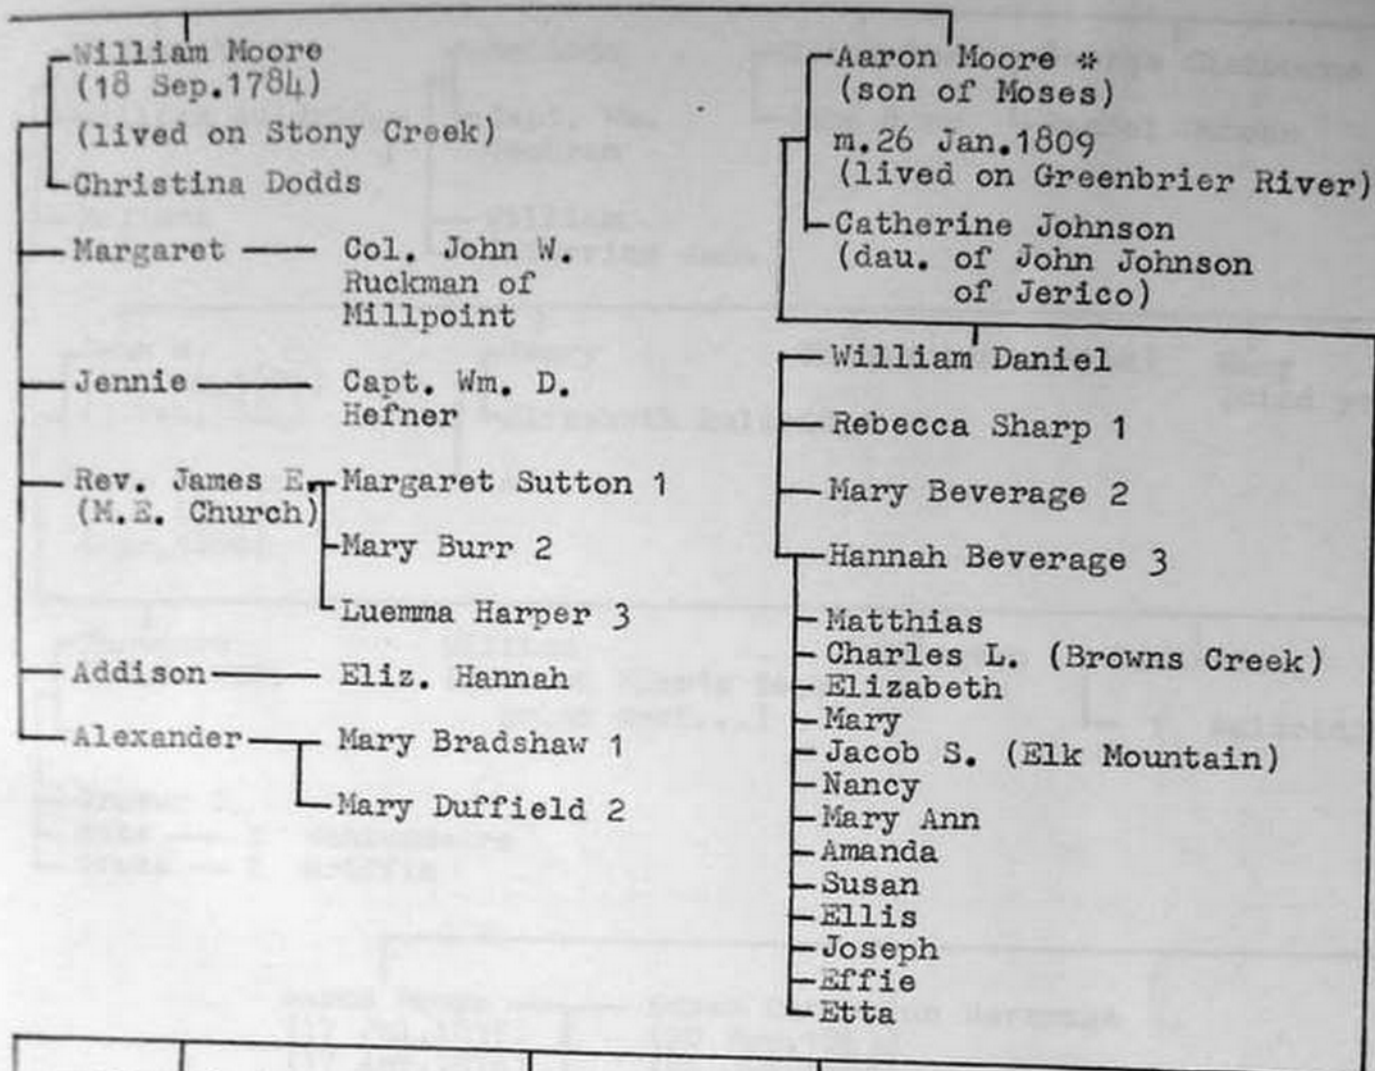 William Moore
(18 Sep.1784)
(lived on Stony Creek)
Christina Dodds
Margaret
Col. John W.
Ruckman of
Millpoint
Jennie
Capt. Wm. D.
Hefner
Rev. James E.
(M.E. Church)
Margaret Sutton 1
Mary Burr 2
Luemma Harper 3
Addison
Eliz. Hannah
Alexander
Mary Bradshaw 1
Mary Duffield 2
Aaron Moore *
(son of Moses)
m.26 Jan.1809
(lived on Greenbrier River)
Catherine Johnson
(dau. of John Johnson
of Jerico)
William Daniel
Rebecca Sharp 1
Mary Beverage 2
Hannah Beverage 3
Matthias
Charles L. (Browns Creek)
Elizabeth
Mary
Jacob S. (Elk Mountain)
Nancy
Mary Ann
Amanda
Susan
Ellis
Joseph
Effie
Etta